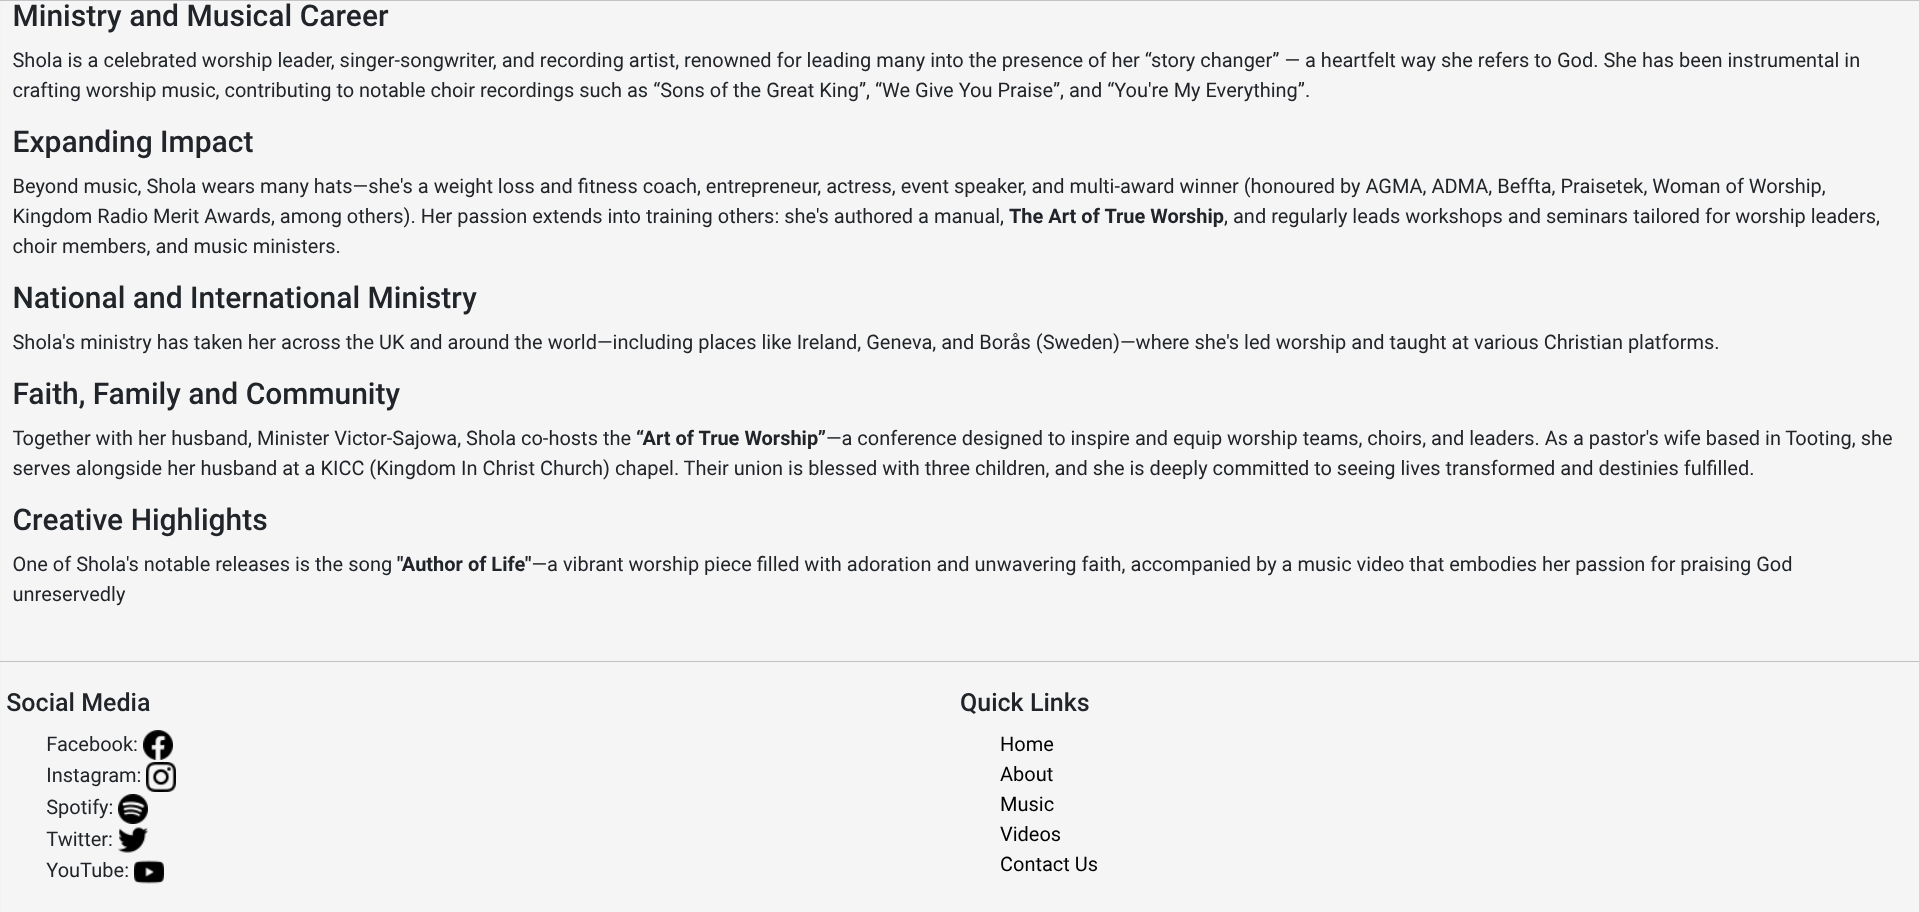 Ministry and Musical Career
Shola is a celebrated worship leader, singer-songwriter, and recording artist, renowned for leading many into the presence of her “story changer” — a heartfelt way she refers to God. She has been instrumental in
crafting worship music, contributing to notable choir recordings such as “Sons of the Great King”, “We Give You Praise”, and “You're My Everything”.
Expanding Impact
Beyond music, Shola wears many hats—she's a weight loss and fitness coach, entrepreneur, actress, event speaker, and multi-award winner (honoured by AGMA, ADMA, Beffta, Praisetek, Woman of Worship,
Kingdom Radio Merit Awards, among others). Her passion extends into training others: she's authored a manual, The Art of True Worship, and regularly leads workshops and seminars tailored for worship leaders,
choir members, and music ministers.
National and International Ministry
Shola's ministry has taken her across the UK and around the world—including places like Ireland, Geneva, and Borås (Sweden)—where she's led worship and taught at various Christian platforms.
Faith, Family and Community
Together with her husband, Minister Victor-Sajowa, Shola co-hosts the “Art of True Worship”—a conference designed to inspire and equip worship teams, choirs, and leaders. As a pastor's wife based in Tooting, she
serves alongside her husband at a KICC (Kingdom In Christ Church) chapel. Their union is blessed with three children, and she is deeply committed to seeing lives transformed and destinies fulfilled.
Creative Highlights
One of Shola's notable releases is the song "Author of Life"—a vibrant worship piece filled with adoration and unwavering faith, accompanied by a music video that embodies her passion for praising God
unreservedly
Social Media
Facebook:
Instagram:
Spotify:
Twitter:
YouTube:
Quick Links
Home
About
Music
Videos
Contact Us